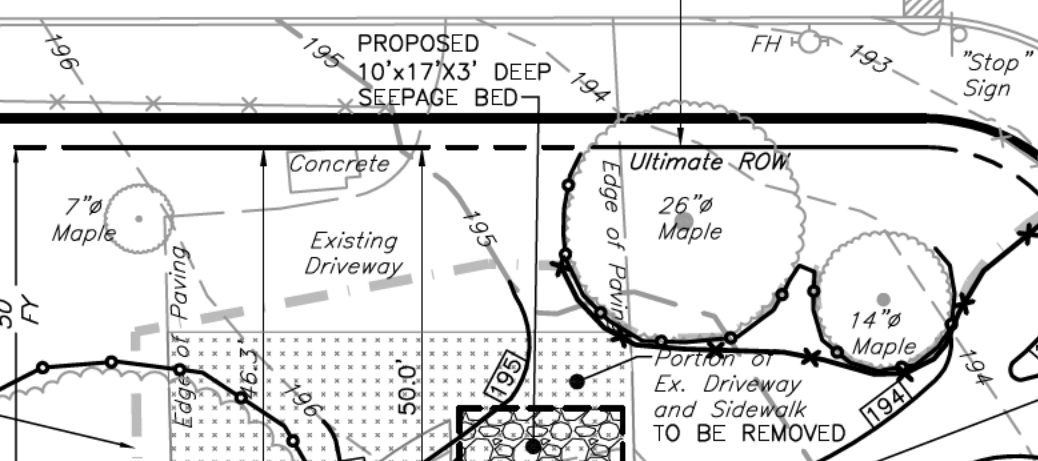 196
195
PROPOSED
10'x17'X3' DEEP
SEEPAGE BED
194
FH
193
"Stop"
Sign
Concrete
Ultimate ROW
7"ø
Maple
Existing
Driveway
195
Edge of Paving
26"ø
Maple
Edge of Pavin
50
FY
14"ø
Maple
46.3'
50.0'
196
195
Portion of
Ex. Driveway
and Sidewalk
TO BE REMOVED
194
194